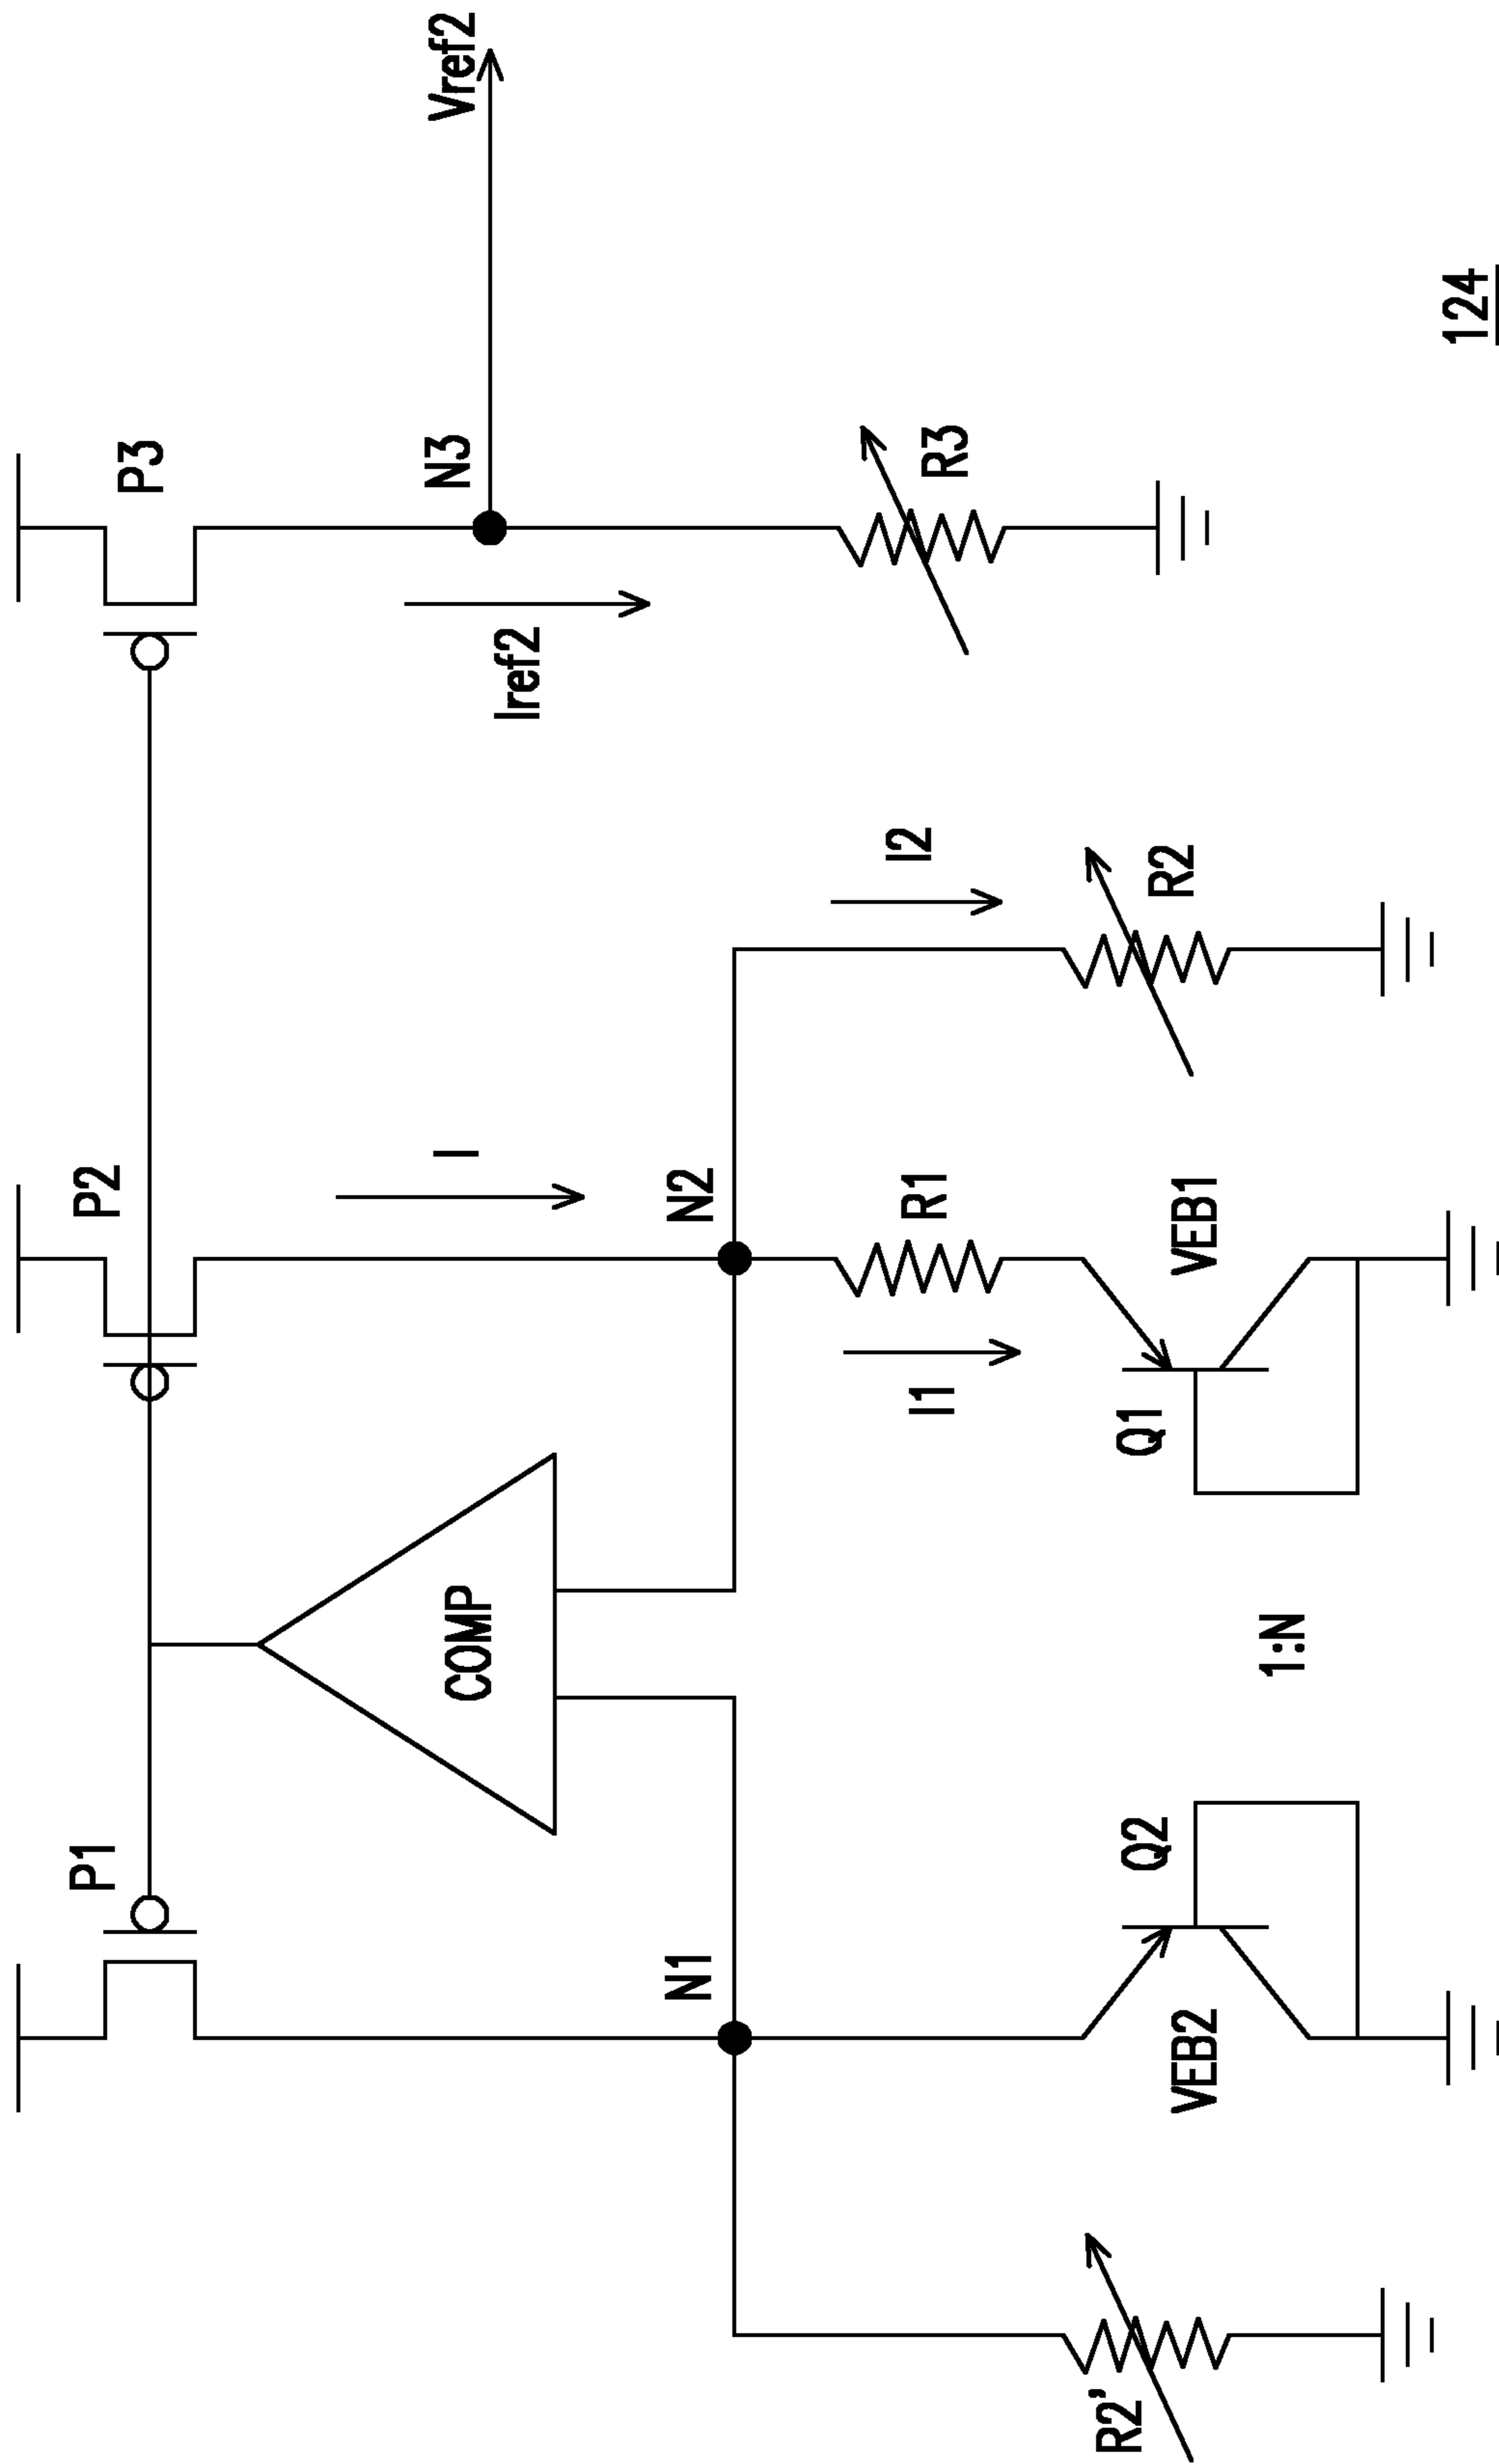 P1
P2
P3
COMP
I
N3
Vref2
Iref2
N1
N2
I2
R2'
VEB2
Q2
1:N
Q1
I1
R1
VEB1
R2
R3
124